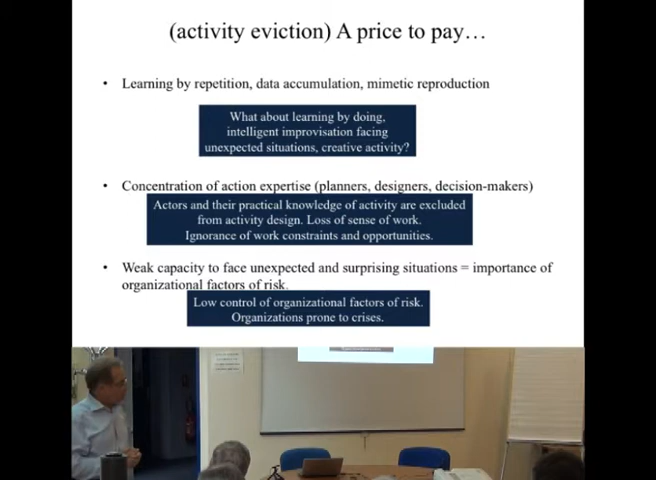 (activity eviction) A price to pay…
• Learning by repetition, data accumulation, mimetic reproduction
What about learning by doing,
intelligent improvisation facing
unexpected situations, creative activity?
• Concentration of action expertise (planners, designers, decision-makers)
Actors and their practical knowledge of activity are excluded
from activity design. Loss of sense of work.
Ignorance of work constraints and opportunities.
• Weak capacity to face unexpected and surprising situations = importance of
organizational factors of risk.
Low control of organizational factors of risk.
Organizations prone to crises.